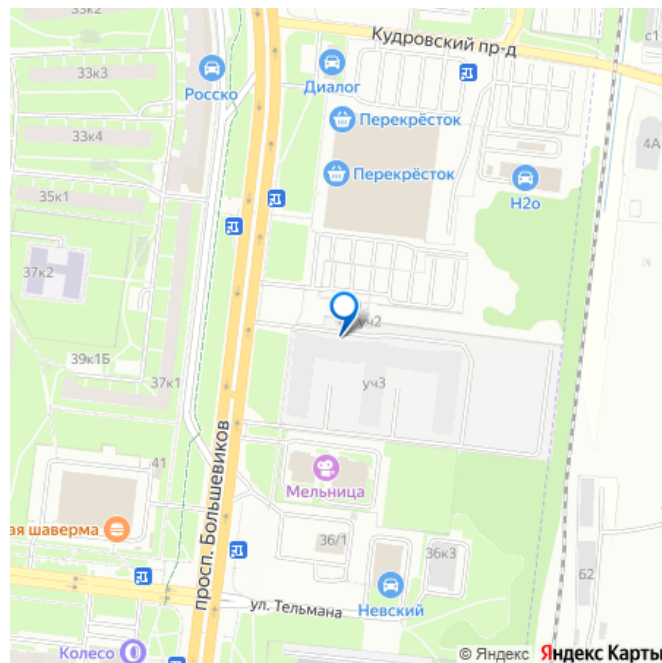 33к2
Кудровский пр-д
с1
33к3
Росско
Диалог
Перекрёсток
33к4
4А
Перекрёсток
Н2о
35к1
37к2
уч2
39к1Б
37к1
уч3
просп. Большевиков
41
Мельница
ая шаверма
36/1
36к3
62
ул. Тельмана
Невский
Колесо
© Яндекс Яндекс Карты